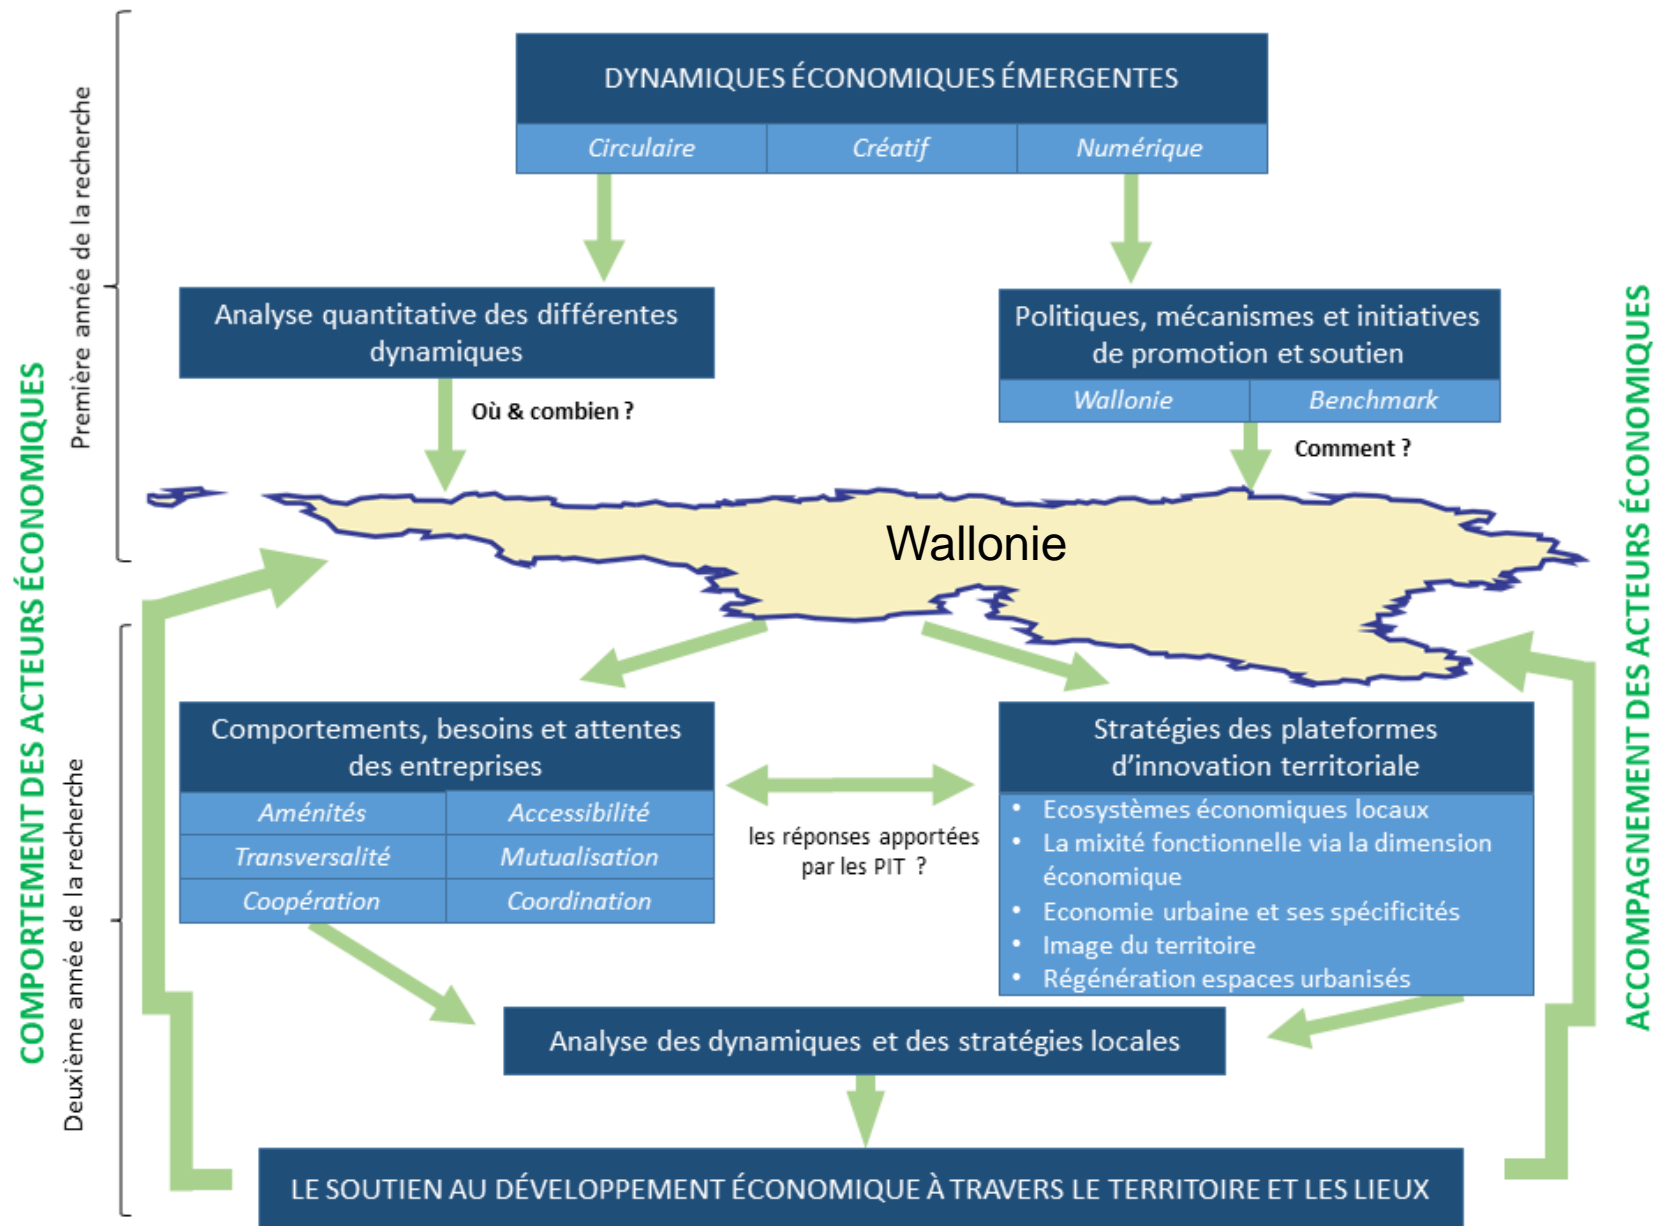 DYNAMIQUES ÉCONOMIQUES ÉMERGENTES
Circulaire
Créatif
Numérique
Première année de la recherche
Analyse quantitative des différentes
dynamiques
Politiques, mécanismes et initiatives
de promotion et soutien
Wallonie
Benchmark
Où & combien ?
Comment ?
Wallonie
COMPORTEMENT DES ACTEURS ÉCONOMIQUES
ACCOMPAGNEMENT DES ACTEURS ÉCONOMIQUES
Deuxième année de la recherche
Comportements, besoins et attentes
des entreprises
Aménités
Accessibilité
Transversalité
Mutualisation
Coopération
Coordination
les réponses apportées
par les PIT ?
Stratégies des plateformes
d’innovation territoriale
• Ecosystèmes économiques locaux
• La mixité fonctionnelle via la dimension
économique
• Economie urbaine et ses spécificités
• Image du territoire
• Régénération espaces urbanisés
Analyse des dynamiques et des stratégies locales
LE SOUTIEN AU DÉVELOPPEMENT ÉCONOMIQUE À TRAVERS LE TERRITOIRE ET LES LIEUX